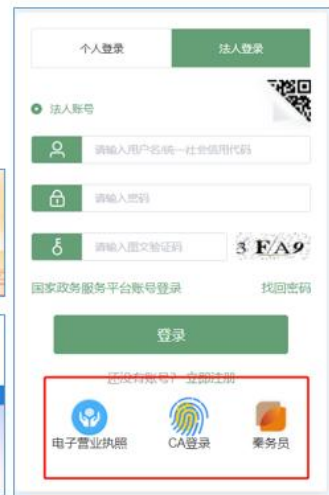 个人登录
法人登录
法人账号
请输入用户名/统一社会信用代码
请输入密码
请输入图文验证码
3 FA9
国家政务服务平台账号登录
找回密码
登录
还没有账号？ 立即注册
电子营业执照
CA登录
秦务员